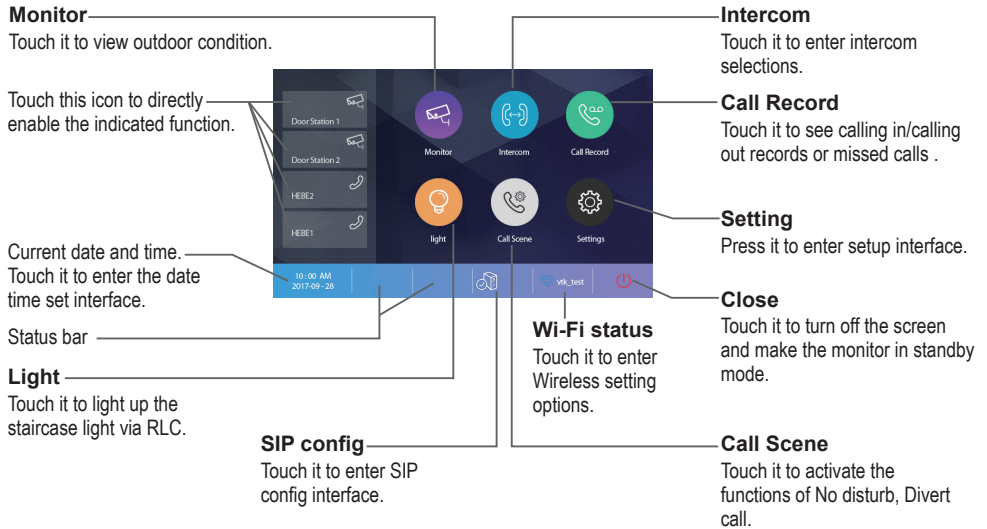 Monitor
Touch it to view outdoor condition.
Touch this icon to directly
enable the indicated function.
Current date and time.
Touch it to enter the date
time set interface.
Status bar
Light
Touch it to light up the
staircase light via RLC.
SIP config
Touch it to enter SIP
config interface.
Door Station 1
Door Station 2
HEBE2
HEBE1
Monitor
Intercom
Call Record
light
Call Scene
Settings
10:00 AM
2017-09-28
vtk_test
Wi-Fi status
Touch it to enter
Wireless setting
options.
Intercom
Touch it to enter intercom
selections.
Call Record
Touch it to see calling in/calling
out records or missed calls .
Setting
Press it to enter setup interface.
Close
Touch it to turn off the screen
and make the monitor in standby
mode.
Call Scene
Touch it to activate the
functions of No disturb, Divert
call.